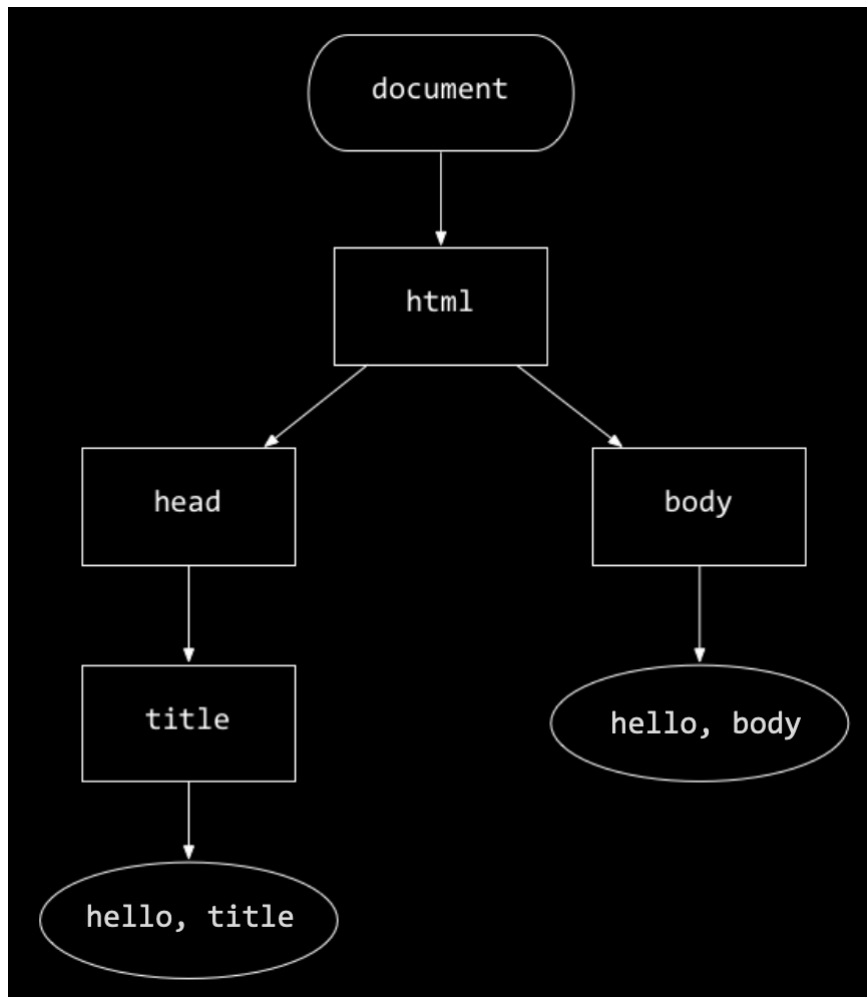 document
html
head
body
title
hello, body
hello, title